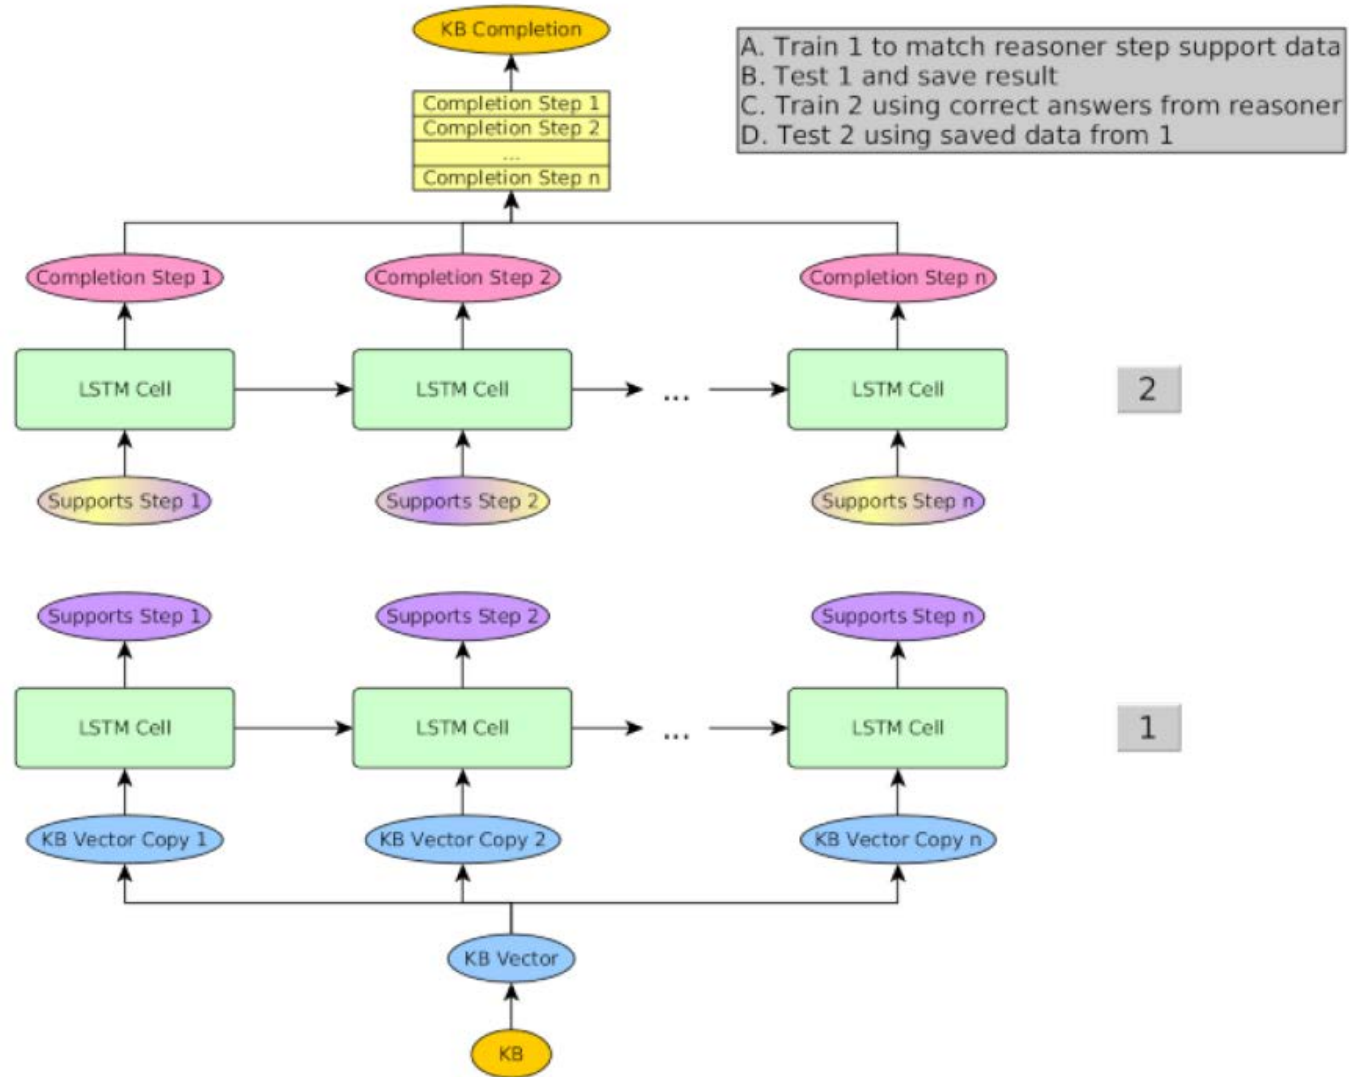 KB Completion
A. Train 1 to match reasoner step support data
B. Test 1 and save result
C. Train 2 using correct answers from reasoner
D. Test 2 using saved data from 1
Completion Step 1
Completion Step 2
...
Completion Step n
Completion Step 1
Completion Step 2
Completion Step n
LSTM Cell
LSTM Cell
...
LSTM Cell
2
Supports Step 1
Supports Step 2
Supports Step n
Supports Step 1
Supports Step 2
Supports Step n
LSTM Cell
LSTM Cell
...
LSTM Cell
1
KB Vector Copy 1
KB Vector Copy 2
KB Vector Copy n
KB Vector
KB